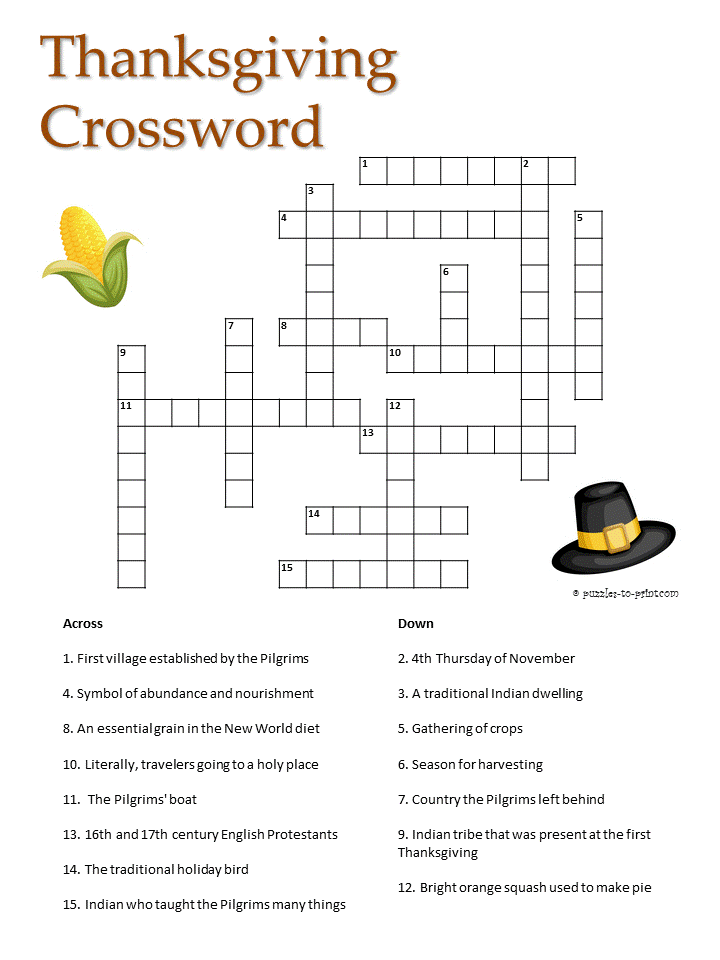 Thanksgiving
Crossword
1 2
3
4 5
6
7 8
9 10
11 12
13
14
15
© puzzles-to-print.com
Across
1. First village established by the Pilgrims
4. Symbol of abundance and nourishment
8. An essential grain in the New World diet
10. Literally, travelers going to a holy place
11. The Pilgrims' boat
13. 16th and 17th century English Protestants
14. The traditional holiday bird
15. Indian who taught the Pilgrims many things
Down
2. 4th Thursday of November
3. A traditional Indian dwelling
5. Gathering of crops
6. Season for harvesting
7. Country the Pilgrims left behind
9. Indian tribe that was present at the first
Thanksgiving
12. Bright orange squash used to make pie